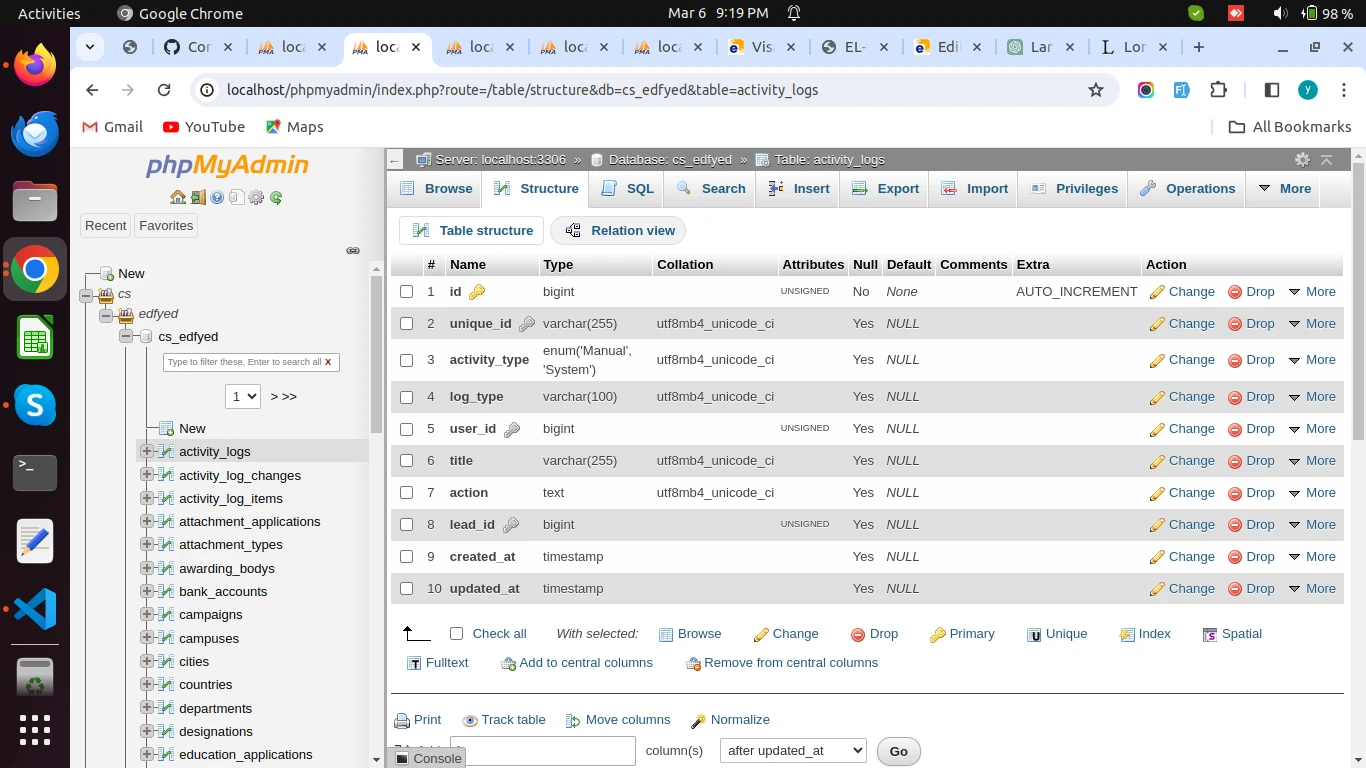 Activities Google Chrome Mar 6 9:19 PM 98 %
Cor loca loca loca loca loca Vis EL- Edi Lar Lor
localhost/phpmyadmin/index.php?route=/table/structure&db=cs_edfyed&table=activity_logs y
Gmail YouTube Maps All Bookmarks
phpMyAdmin
Recent Favorites
New
cs
edfyed
cs_edfyed
Type to filter these, Enter to search all X
1 > >>
New
activity_logs
activity_log_changes
activity_log_items
attachment_applications
attachment_types
awarding_bodys
bank_accounts
campaigns
campuses
cities
countries
departments
designations
education_applications
Server: localhost:3306 » Database: cs_edfyed » Table: activity_logs
Browse Structure SQL Search Insert Export Import Privileges Operations More
Table structure Relation view
# Name Type Collation Attributes Null Default Comments Extra Action
1 id bigint UNSIGNED No None AUTO_INCREMENT Change Drop More
2 unique_id varchar(255) utf8mb4_unicode_ci Yes NULL Change Drop More
3 activity_type enum('Manual', 'System') utf8mb4_unicode_ci Yes NULL Change Drop More
4 log_type varchar(100) utf8mb4_unicode_ci Yes NULL Change Drop More
5 user_id bigint UNSIGNED Yes NULL Change Drop More
6 title varchar(255) utf8mb4_unicode_ci Yes NULL Change Drop More
7 action text utf8mb4_unicode_ci Yes NULL Change Drop More
8 lead_id bigint UNSIGNED Yes NULL Change Drop More
9 created_at timestamp Yes NULL Change Drop More
10 updated_at timestamp Yes NULL Change Drop More
Check all With selected: Browse Change Drop Primary Unique Index Spatial
Fulltext Add to central columns Remove from central columns
Print Track table Move columns Normalize
column(s) after updated_at Go
Console